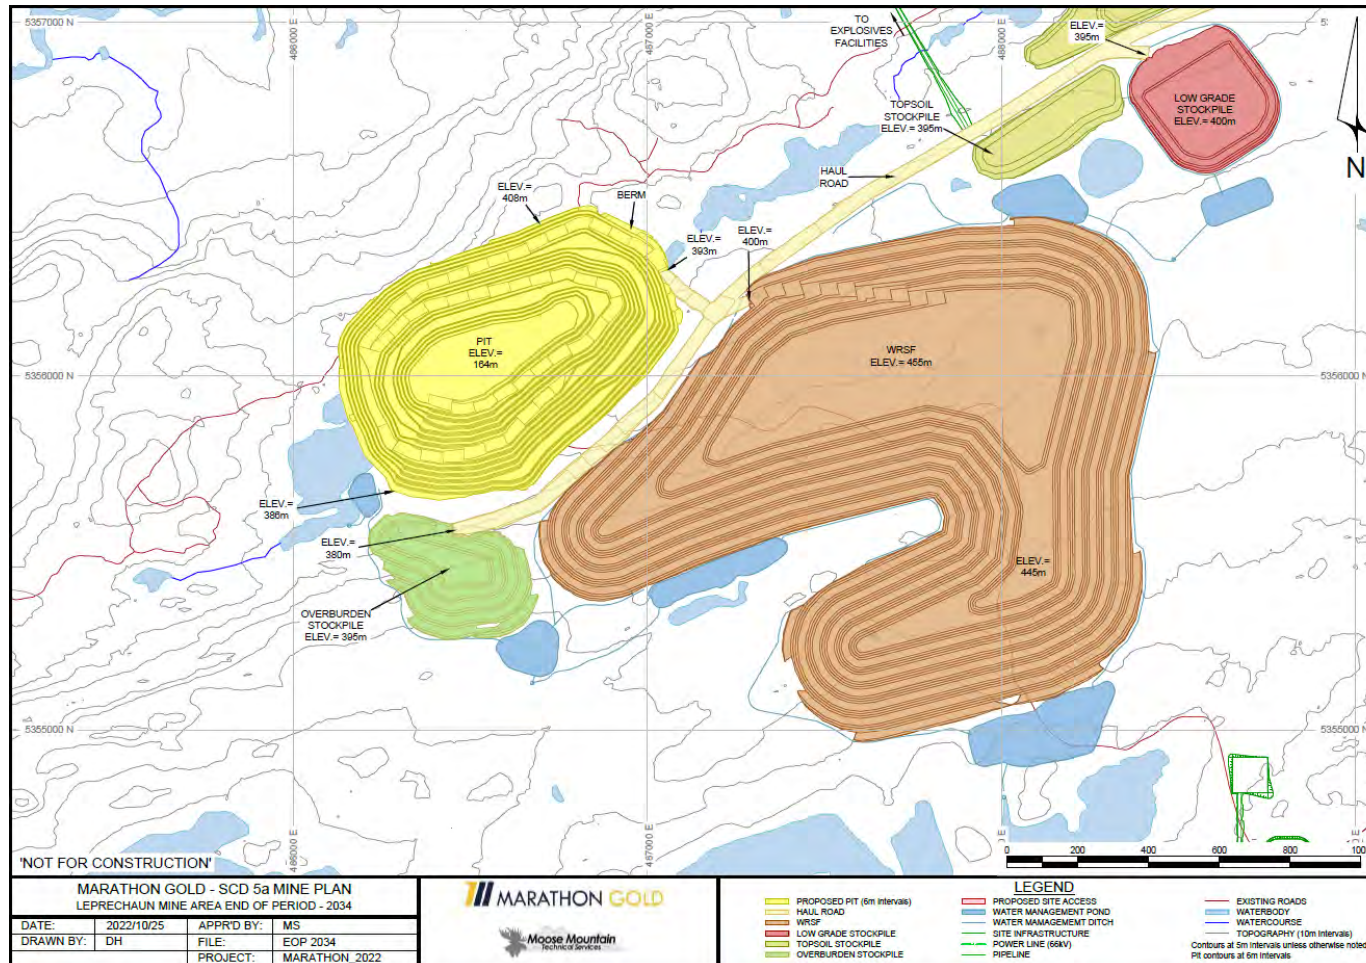 5357000 N
486000 E
487000 E
488000 E
TO
EXPLOSIVES
FACILITIES
ELEV.=
395m
LOW GRADE
STOCKPILE
ELEV.= 400m
TOPSOIL
STOCKPILE
ELEV.= 395m
N
HAUL
ROAD
ELEV.=
408m
BERM
ELEV.=
393m
ELEV.=
400m
PIT
ELEV.=
164m
WRSF
ELEV.= 455m
5356000 N
5356000 N
ELEV.=
386m
ELEV.=
380m
ELEV.=
445m
OVERBURDEN
STOCKPILE
ELEV.= 395m
5355000 N
5355000 N
486000 E
487000 E
'NOT FOR CONSTRUCTION'
0 200 400 600 800 100
MARATHON GOLD - SCD 5a MINE PLAN
LEPRECHAUN MINE AREA END OF PERIOD - 2034
DATE: 2022/10/25 APPR'D BY: MS
DRAWN BY: DH FILE: EOP 2034
PROJECT: MARATHON_2022
MARATHON GOLD
Moose Mountain
Technical Services
LEGEND
PROPOSED PIT (6m Intervals)
HAUL ROAD
WRSF
LOW GRADE STOCKPILE
TOPSOIL STOCKPILE
OVERBURDEN STOCKPILE
PROPOSED SITE ACCESS
WATER MANAGEMENT POND
WATER MANAGEMEMT DITCH
SITE INFRASTRUCTURE
POWER LINE (66kV)
PIPELINE
EXISTING ROADS
WATERBODY
WATERCOURSE
TOPOGRAPHY (10m Intervals)
Contours at 5m Intervals unless otherwise noted
Pit contours at 6m Intervals